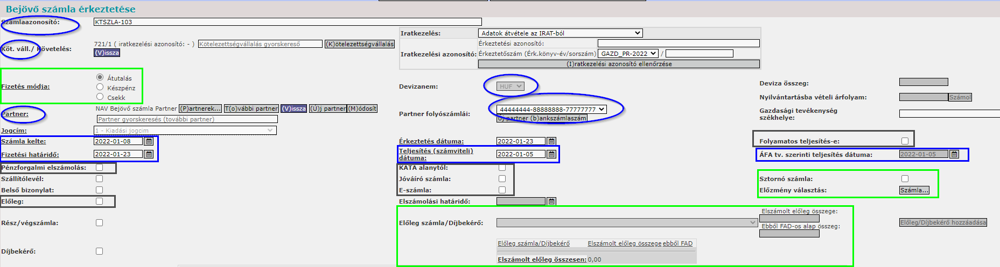 Bejövő számla érkeztetése
Számlaazonosító: KTSZLA-103
Köt. váll./ Követelés: 721/1 ( iratkezelési azonosító: - ) Kötelezettségvállalás gyorskereső (K)ötelezettségvállalás
(V)issza
Iratkezelés: Adatok átvétele az IRAT-ból
Iratkezelési azonosító: Érkeztetési azonosító:
Érkeztetőszám (Érk.könyv-év/sorszám) GAZD_PR-2022 /
(I)ratkezelési azonosító ellenőrzése
Fizetés módja: Átutalás
Készpénz
Csekk
Devizanem: HUF
Deviza összeg:
Nyilvántartásba vételi árfolyam: Számol
Partner: NAV Bejövő számla Partner (P)artnerek... T(o)vábbi partner (V)issza (Ú)j partner (M)ódosít
Partner gyorskeresés (további partner)
Partner folyószámlái: 44444444-88888888-77777777
Új partner (b)ankszámlaszám
Gazdasági tevékenység
székhelye:
Jogcím: 1 - Kiadási jogcim
Számla kelte: 2022-01-08 Érkeztetés dátuma: 2022-01-23 Folyamatos teljesítés-e:
Fizetési határidő: 2022-01-23 Teljesítés (számviteli)
dátuma: 2022-01-05 ÁFA tv. szerinti teljesítés dátuma: 2022-01-05
Pénzforgalmi elszámolás: KATA alanytól:
Szállítólevél: Jóváíró számla: Sztornó számla:
Belső bizonylat: E-számla: Előzmény választás: Számla...
Előleg: Elszámolási határidő:
Rész/végszámla: Előleg számla/Díjbekérő: Elszámolt előleg összege:
Ebből FAD-os alap összeg:
Előleg/Díjbekérő hozzáadása
Előleg számla/Díjbekérő Elszámolt előleg összege ebből FAD
Díjbekérő:
Elszámolt előleg összesen: 0,00